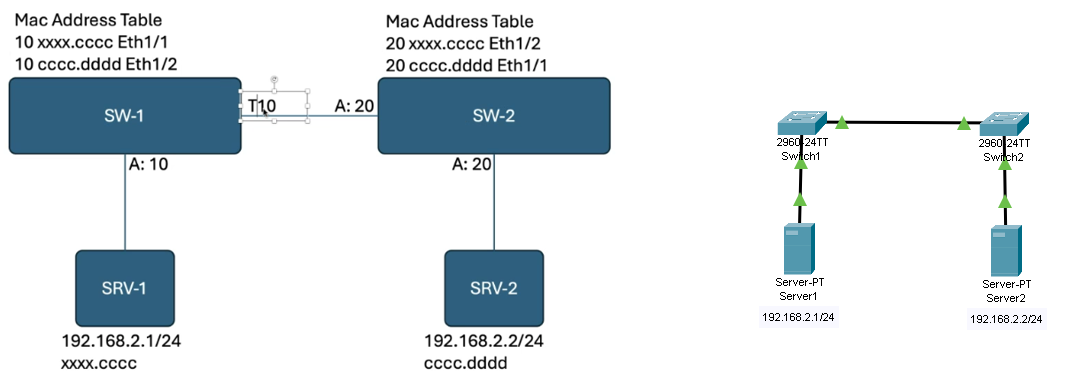 Mac Address Table
10 xxxx.cccc Eth1/1
10 cccc.dddd Eth1/2
Mac Address Table
20 xxxx.cccc Eth1/2
20 cccc.dddd Eth1/1
SW-1
T10
A: 20
SW-2
A: 10
A: 20
SRV-1
SRV-2
192.168.2.1/24
xxxx.cccc
192.168.2.2/24
cccc.dddd
2960-24TT
Switch1
2960-24TT
Switch2
Server-PT
Server1
192.168.2.1/24
Server-PT
Server2
192.168.2.2/24